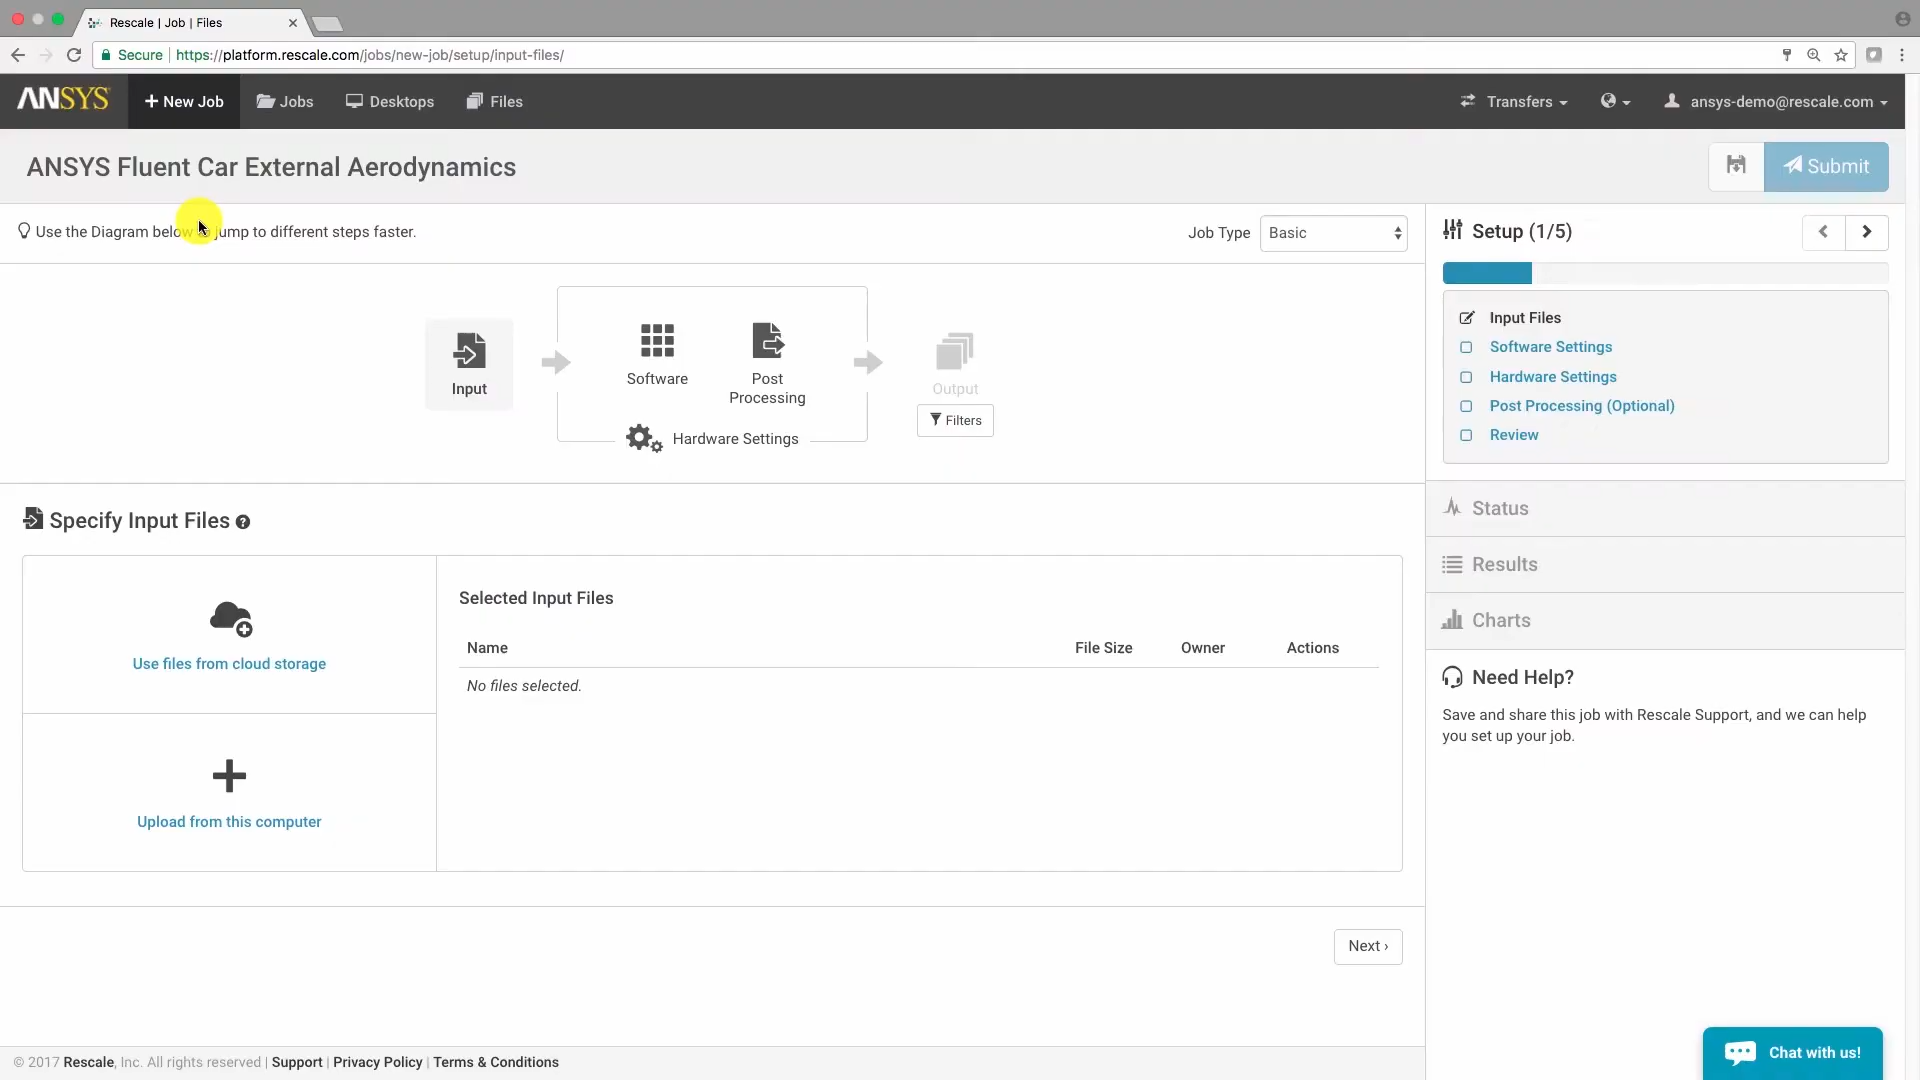 Rescale | Job | Files
Secure | https://platform.rescale.com/jobs/new-job/setup/input-files/
ANSYS
New Job
Jobs
Desktops
Files
Transfers
ansys-demo@rescale.com
ANSYS Fluent Car External Aerodynamics
Submit
Use the Diagram below jump to different steps faster.
Job Type
Basic
Input
Software
Post
Processing
Hardware Settings
Output
Filters
Specify Input Files
Use files from cloud storage
Upload from this computer
Selected Input Files
Name File Size Owner Actions
No files selected.
Next ›
Setup (1/5)
Input Files
Software Settings
Hardware Settings
Post Processing (Optional)
Review
Status
Results
Charts
Need Help?
Save and share this job with Rescale Support, and we can help
you set up your job.
© 2017 Rescale, Inc. All rights reserved | Support | Privacy Policy | Terms & Conditions
Chat with us!